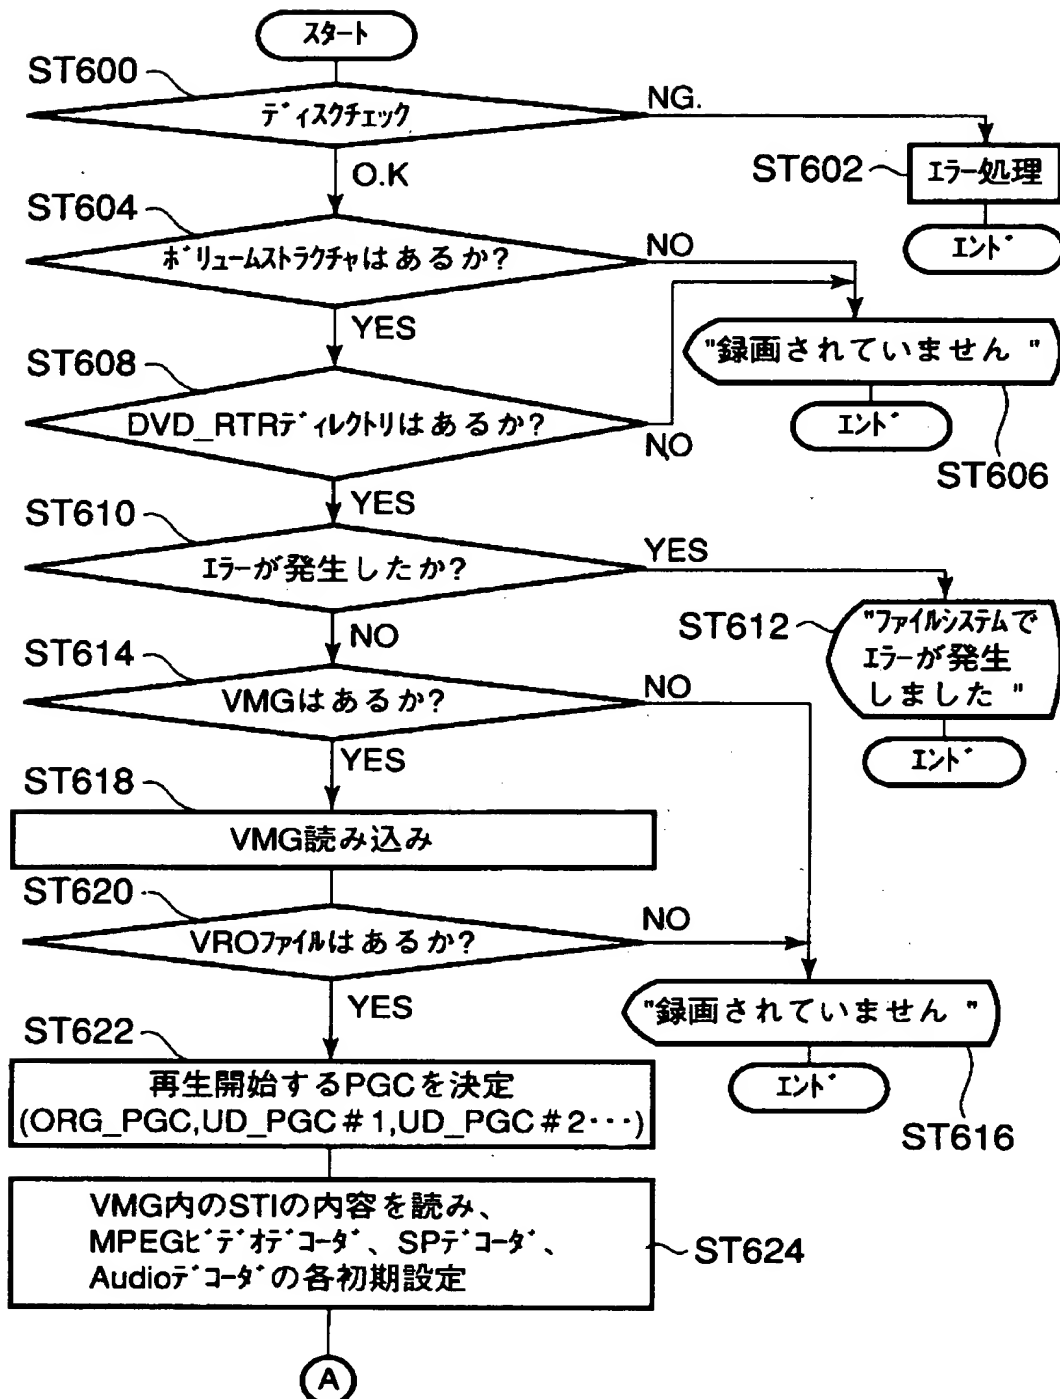 スタート
ST600
ディスクチェック
NG.
ST602
エラー処理
エンド
O.K
ST604
ボリュームストラクチャはあるか?
NO
YES
"録画されていません "
エンド
ST606
ST608
DVD_RTRディレクトリはあるか?
NO
YES
ST610
エラーが発生したか?
YES
ST612
"ファイルシステムで
エラーが発生
しました "
エンド
NO
ST614
VMGはあるか?
NO
YES
ST618
VMG読み込み
ST620
VROファイルはあるか?
NO
YES
"録画されていません "
エンド
ST616
ST622
再生開始するPGCを決定
(ORG_PGC,UD_PGC#1,UD_PGC#2・・・)
VMG内のSTIの内容を読み、
MPEGビデオデコーダ、SPデコーダ、
Audioデコーダの各初期設定
ST624
A